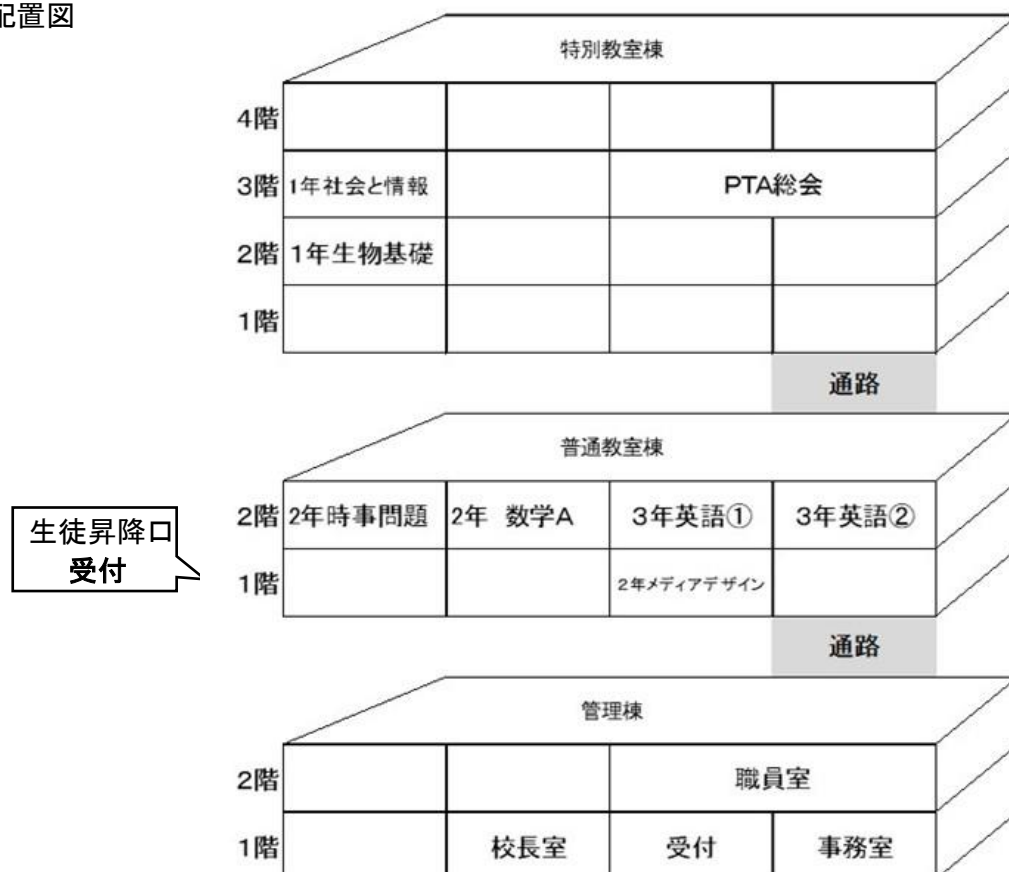 配置図
特別教室棟
4階
3階 1年社会と情報 PTA総会
2階 1年生物基礎
1階
通路
普通教室棟
2階 2年時事問題 2年 数学A 3年英語① 3年英語②
生徒昇降口
受付
1階 2年メディアデザイン
通路
管理棟
2階 職員室
1階 校長室 受付 事務室